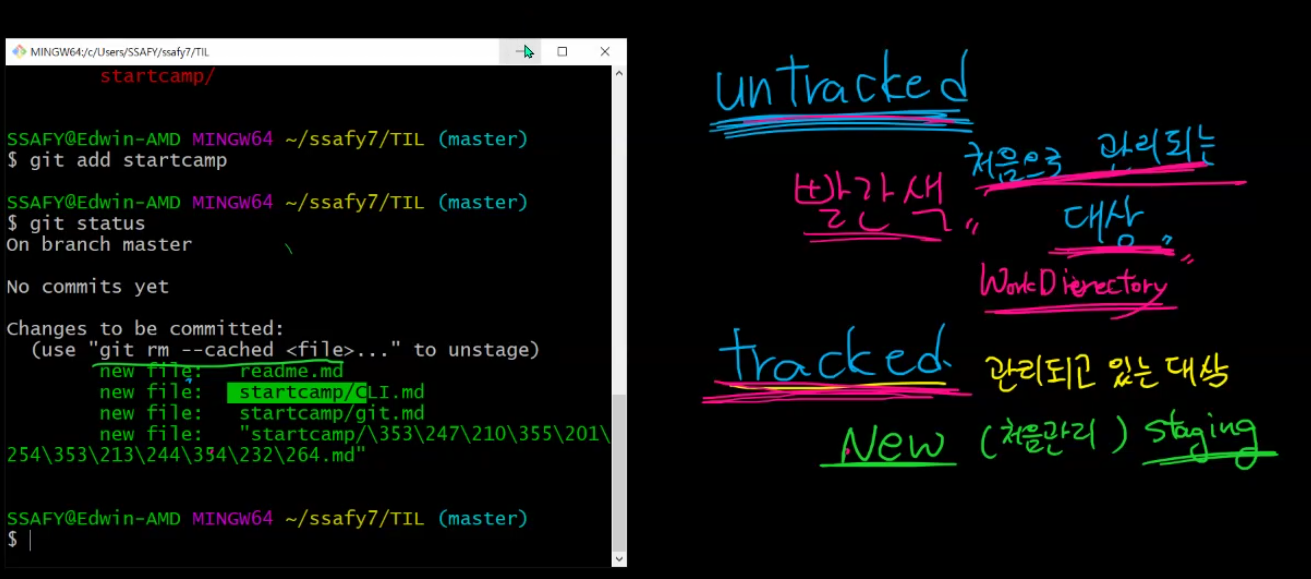 MINGW64:/c/Users/SSAFY/ssafy7/TIL
startcamp/
SSAFY@Edwin-AMD MINGW64 ~/ssafy7/TIL (master)
$ git add startcamp
SSAFY@Edwin-AMD MINGW64 ~/ssafy7/TIL (master)
$ git status
On branch master
No commits yet
Changes to be committed:
(use "git rm --cached <file>..." to unstage)
new file: readme.md
new file: startcamp/CLI.md
new file: startcamp/git.md
new file: "startcamp/\353\247\210\355\201\
254\353\213\244\354\232\264.md"
SSAFY@Edwin-AMD MINGW64 ~/ssafy7/TIL (master)
$
untracked
처음으로 관리되는
빨간색"
대상"
WorkDierectory"
tracked. 관리되고 있는 대상
New (처음관리) staging